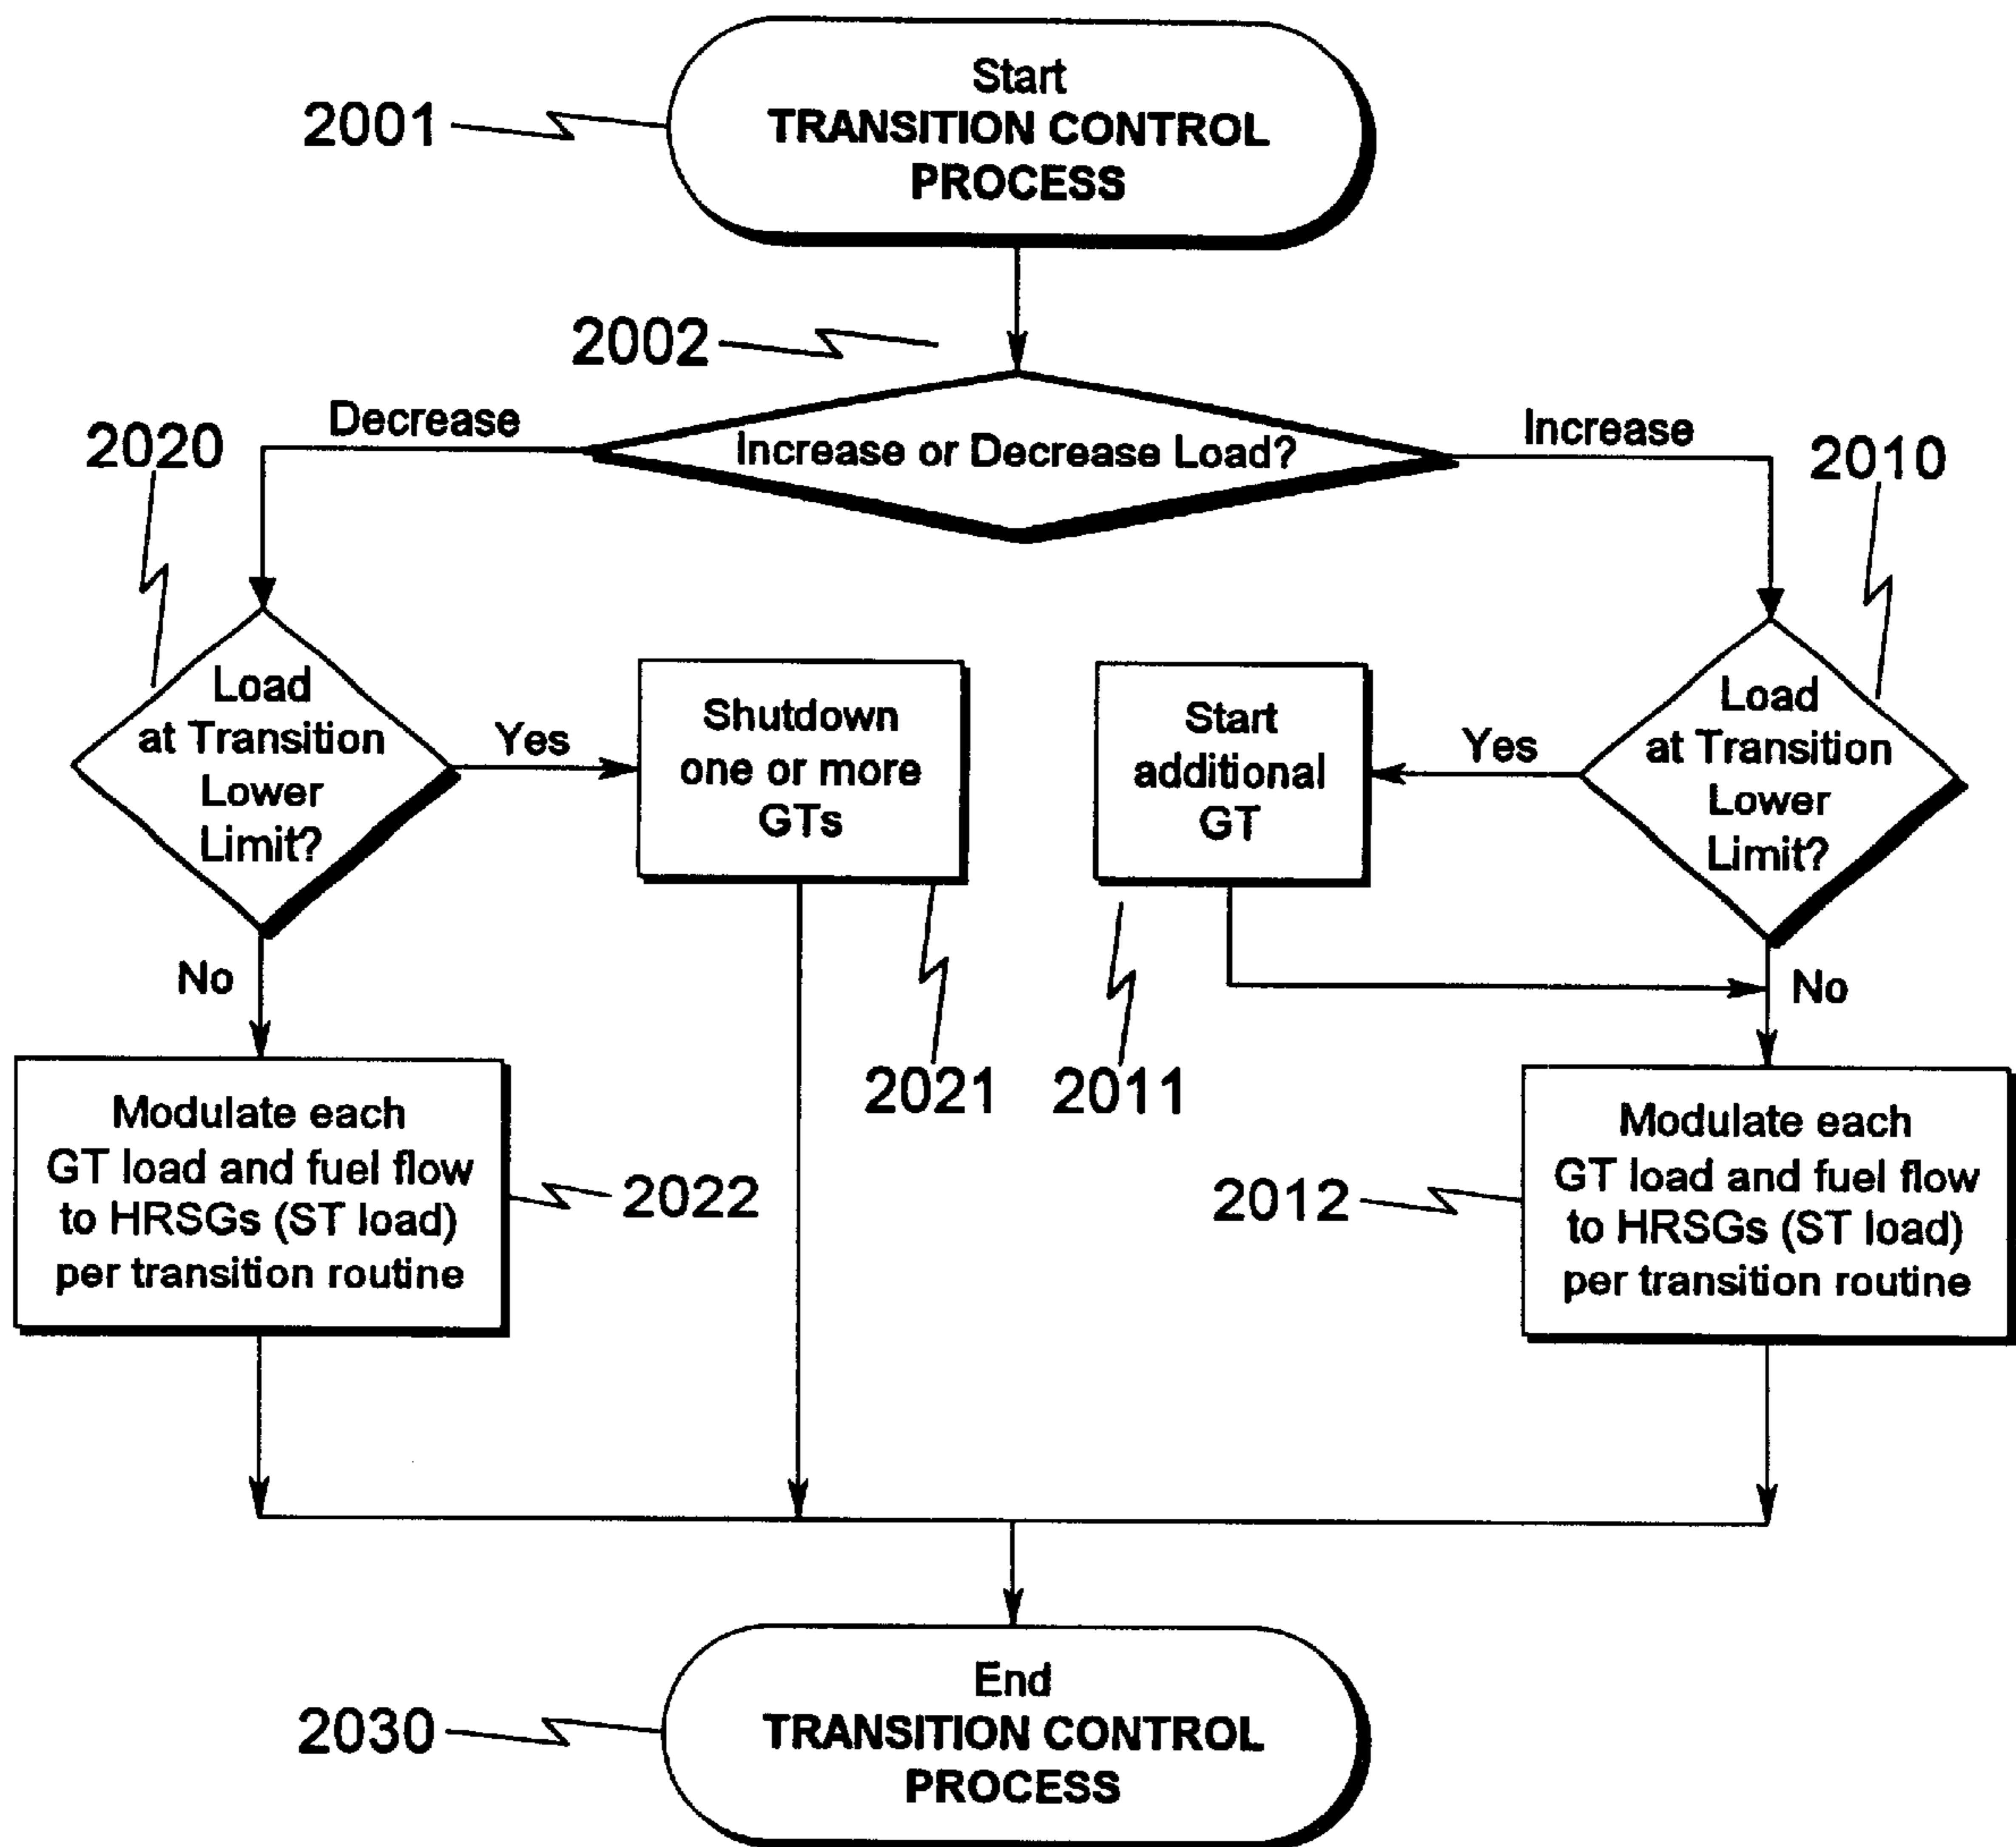 Start
TRANSITION CONTROL
PROCESS
2001
2002
Increase or Decrease Load?
Decrease
Increase
2020
2010
Load
at Transition
Lower
Limit?
Yes
Shutdown
one or more
GTs
Start
additional
GT
Yes
Load
at Transition
Lower
Limit?
No
No
2021
2011
Modulate each
GT load and fuel flow
to HRSGs (ST load)
per transition routine
2022
2012
Modulate each
GT load and fuel flow
to HRSGs (ST load)
per transition routine
End
TRANSITION CONTROL
PROCESS
2030